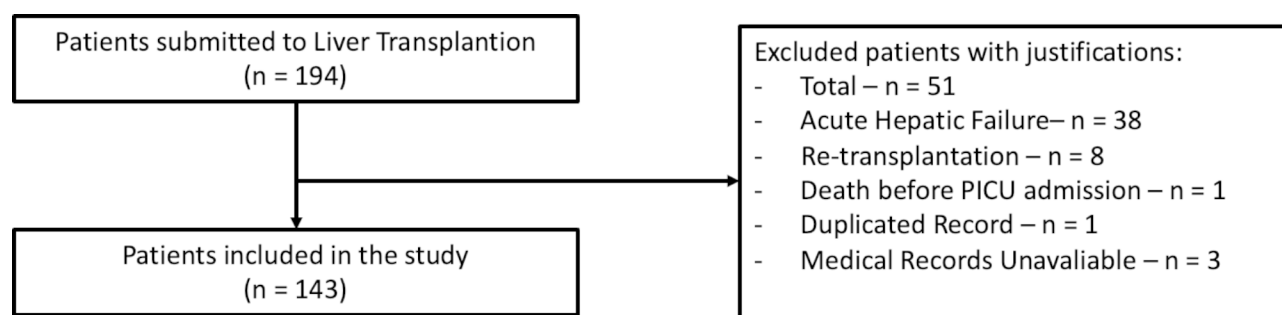 Patients submitted to Liver Transplantion
(n = 194)
Excluded patients with justifications:
- Total – n = 51
- Acute Hepatic Failure– n = 38
- Re-transplantation – n = 8
- Death before PICU admission – n = 1
- Duplicated Record – n = 1
- Medical Records Unavaliable – n = 3
Patients included in the study
(n = 143)